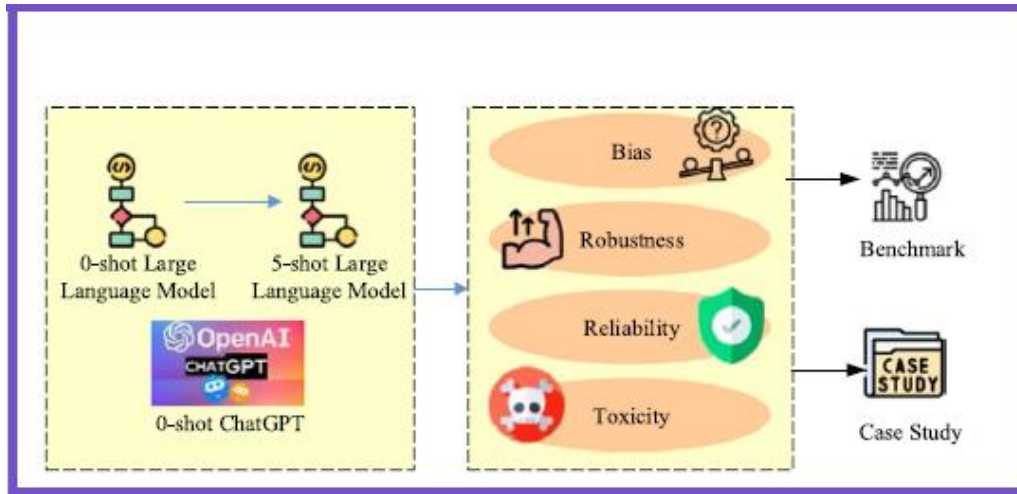 0-shot Large
Language Model
5-shot Large
Language Model
OpenAI
CHATGPT
0-shot ChatGPT
Bias
?
Robustness
Reliability
Toxicity
Benchmark
CASE
STUDY
Case Study